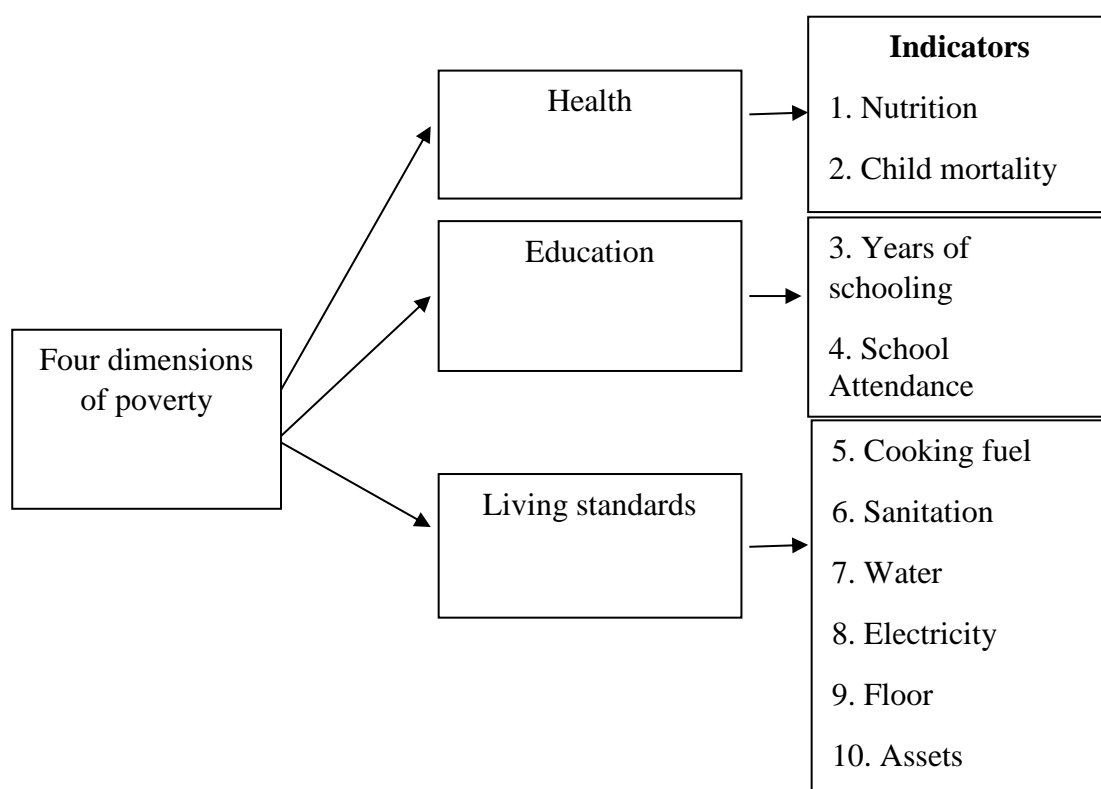 Four dimensions
of poverty
Health
Education
Living standards
Indicators
1. Nutrition
2. Child mortality
3. Years of
schooling
4. School
Attendance
5. Cooking fuel
6. Sanitation
7. Water
8. Electricity
9. Floor
10. Assets